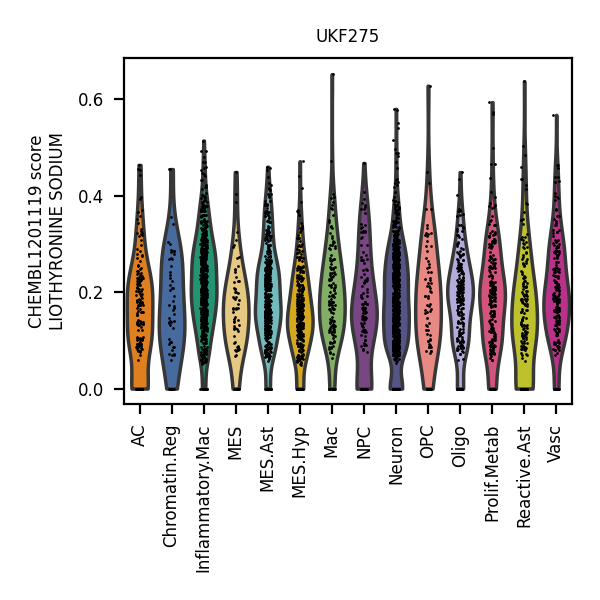 UKF275
CHEMBL1201119 score
LIOTHYRONINE SODIUM
0.6
0.4
0.2
0.0
AC
Chromatin.Reg
Inflammatory.Mac
MES
MES.Ast
MES.Hyp
Mac
NPC
Neuron
OPC
Oligo
Prolif.Metab
Reactive.Ast
Vasc